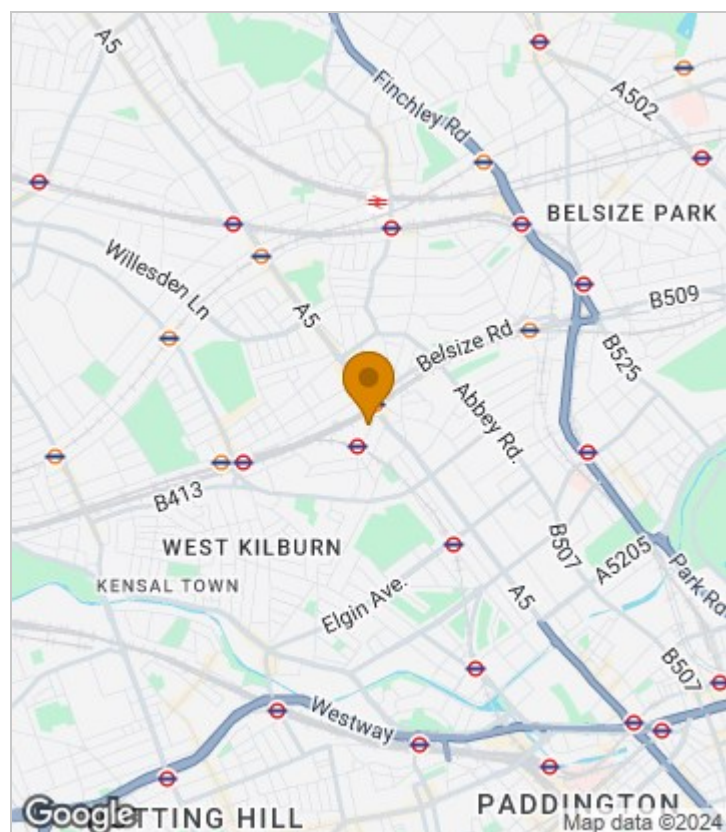 A5
Finchley Rd
A502
BELSIZE PARK
Willesden Ln
A5
B509
Belsize Rd
B525
Abbey Rd.
B413
B507
WEST KILBURN
A5205
KENSAL TOWN
Elgin Ave.
A5
Park Rd
B507
Westway
PADDINGTON
Google
TTING HILL
Map data ©2024